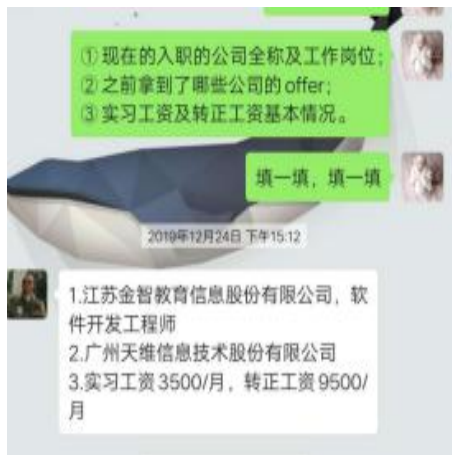 ① 现在的入职的公司全称及工作岗位；
② 之前拿到了哪些公司的offer；
③ 实习工资及转正工资基本情况。
填一填，填一填
2019年12月24日 下午15:12
1.江苏金智教育信息股份有限公司，软
件开发工程师
2.广州天维信息技术股份有限公司
3.实习工资3500/月，转正工资9500/
月